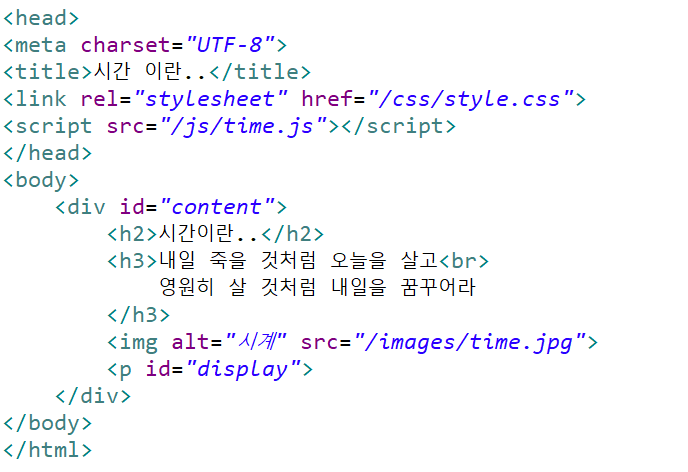 <head>
<meta charset="UTF-8">
<title>시간 이란..</title>
<link rel="stylesheet" href="/css/style.css">
<script src="/js/time.js"></script>
</head>
<body>
    <div id="content">
        <h2>시간이란..</h2>
        <h3>내일 죽을 것처럼 오늘을 살고<br>
            영원히 살 것처럼 내일을 꿈꾸어라
        </h3>
        <img alt="시계" src="/images/time.jpg">
        <p id="display">
    </div>
</body>
</html>